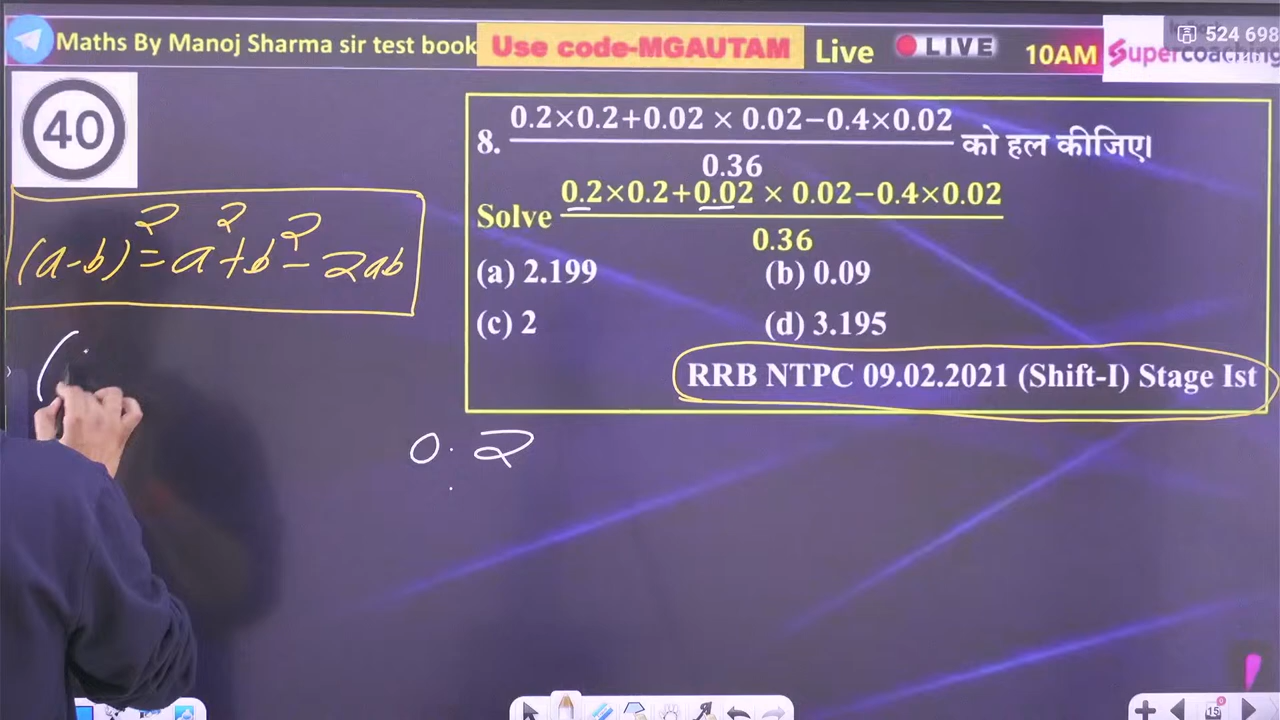 Maths By Manoj Sharma sir test book Use code-MGAUTAM Live LIVE 10AM Supercoaching
524 698
40
8. 0.2×0.2+0.02 × 0.02−0.4×0.02 को हल कीजिए।
0.36
Solve 0.2×0.2+0.02 × 0.02−0.4×0.02
0.36
(a) 2.199 (b) 0.09
(c) 2 (d) 3.195
RRB NTPC 09.02.2021 (Shift-I) Stage Ist
(a-b)²=a²+b²-2ab
(
0.2
15